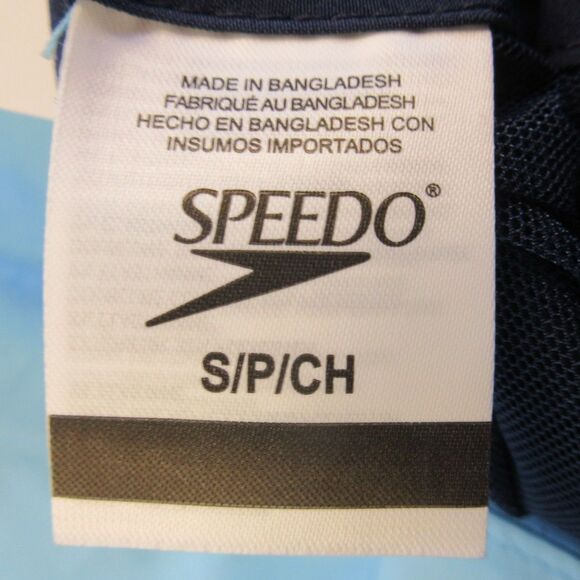 MADE IN BANGLADESH
FABRIQUÉ AU BANGLADESH
HECHO EN BANGLADESH CON
INSUMOS IMPORTADOS
SPEEDO®
S/P/CH